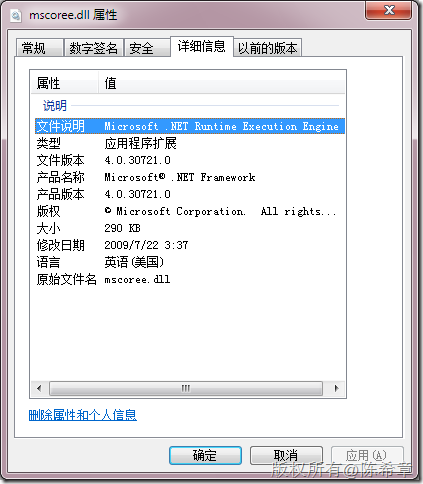 mscoree.dll 属性
常规 数字签名 安全 详细信息 以前的版本
属性 值
说明
文件说明 Microsoft .NET Runtime Execution Engine
类型 应用程序扩展
文件版本 4.0.30721.0
产品名称 Microsoft® .NET Framework
产品版本 4.0.30721.0
版权 © Microsoft Corporation.  All rights...
大小 290 KB
修改日期 2009/7/22 3:37
语言 英语(美国)
原始文件名 mscoree.dll
删除属性和个人信息
确定 取消 应用(A)
版权所有@陈希章